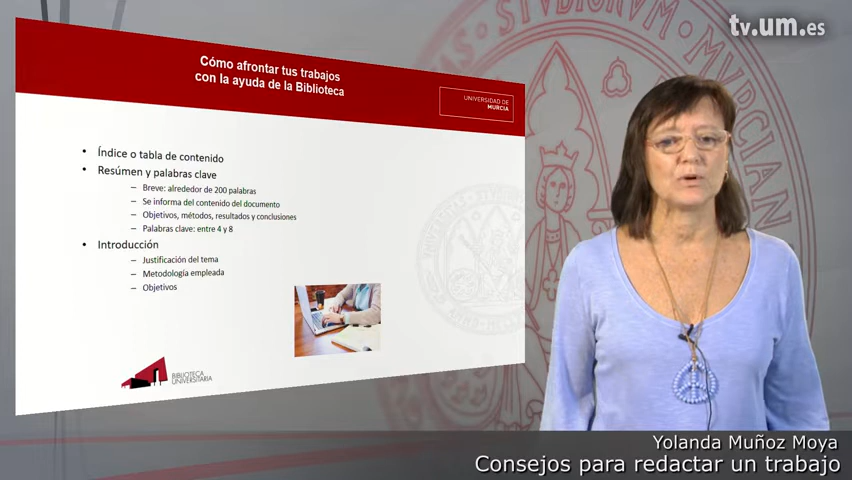 tv.um.es
Cómo afrontar tus trabajos
con la ayuda de la Biblioteca
UNIVERSIDAD DE
MURCIA
• Índice o tabla de contenido
• Resúmen y palabras clave
– Breve: alrededor de 200 palabras
– Se informa del contenido del documento
– Objetivos, métodos, resultados y conclusiones
– Palabras clave: entre 4 y 8
• Introducción
– Justificación del tema
– Metodología empleada
– Objetivos
BIBLIOTECA
UNIVERSITARIA
Yolanda Muñoz Moya
Consejos para redactar un trabajo